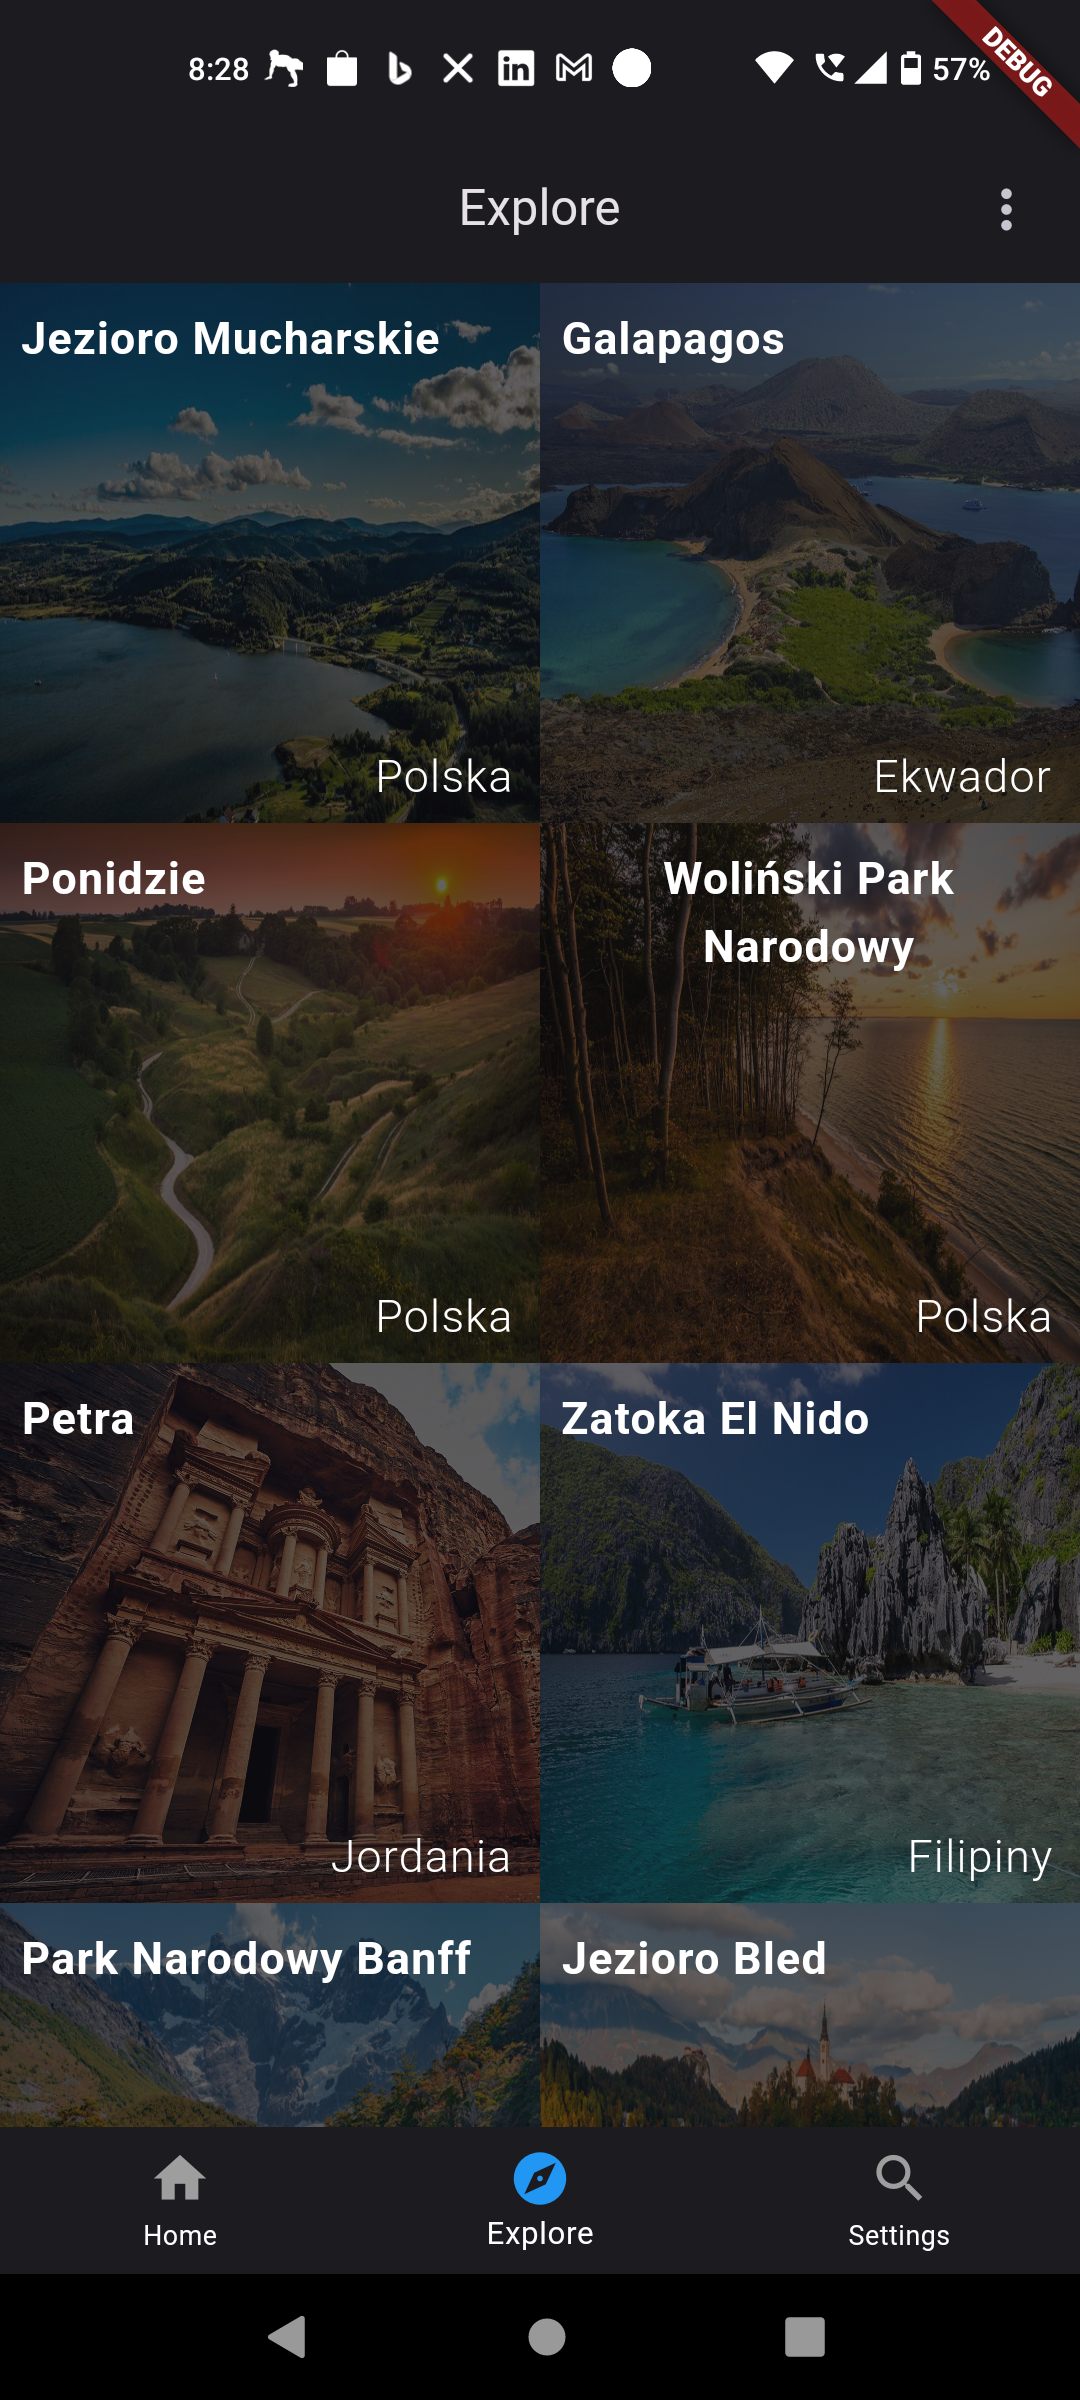 8:28
57%
DEBUG
Explore
Jezioro Mucharskie
Polska
Galapagos
Ekwador
Ponidzie
Polska
Woliński Park
Narodowy
Polska
Petra
Jordania
Zatoka El Nido
Filipiny
Park Narodowy Banff
Jezioro Bled
Home
Explore
Settings